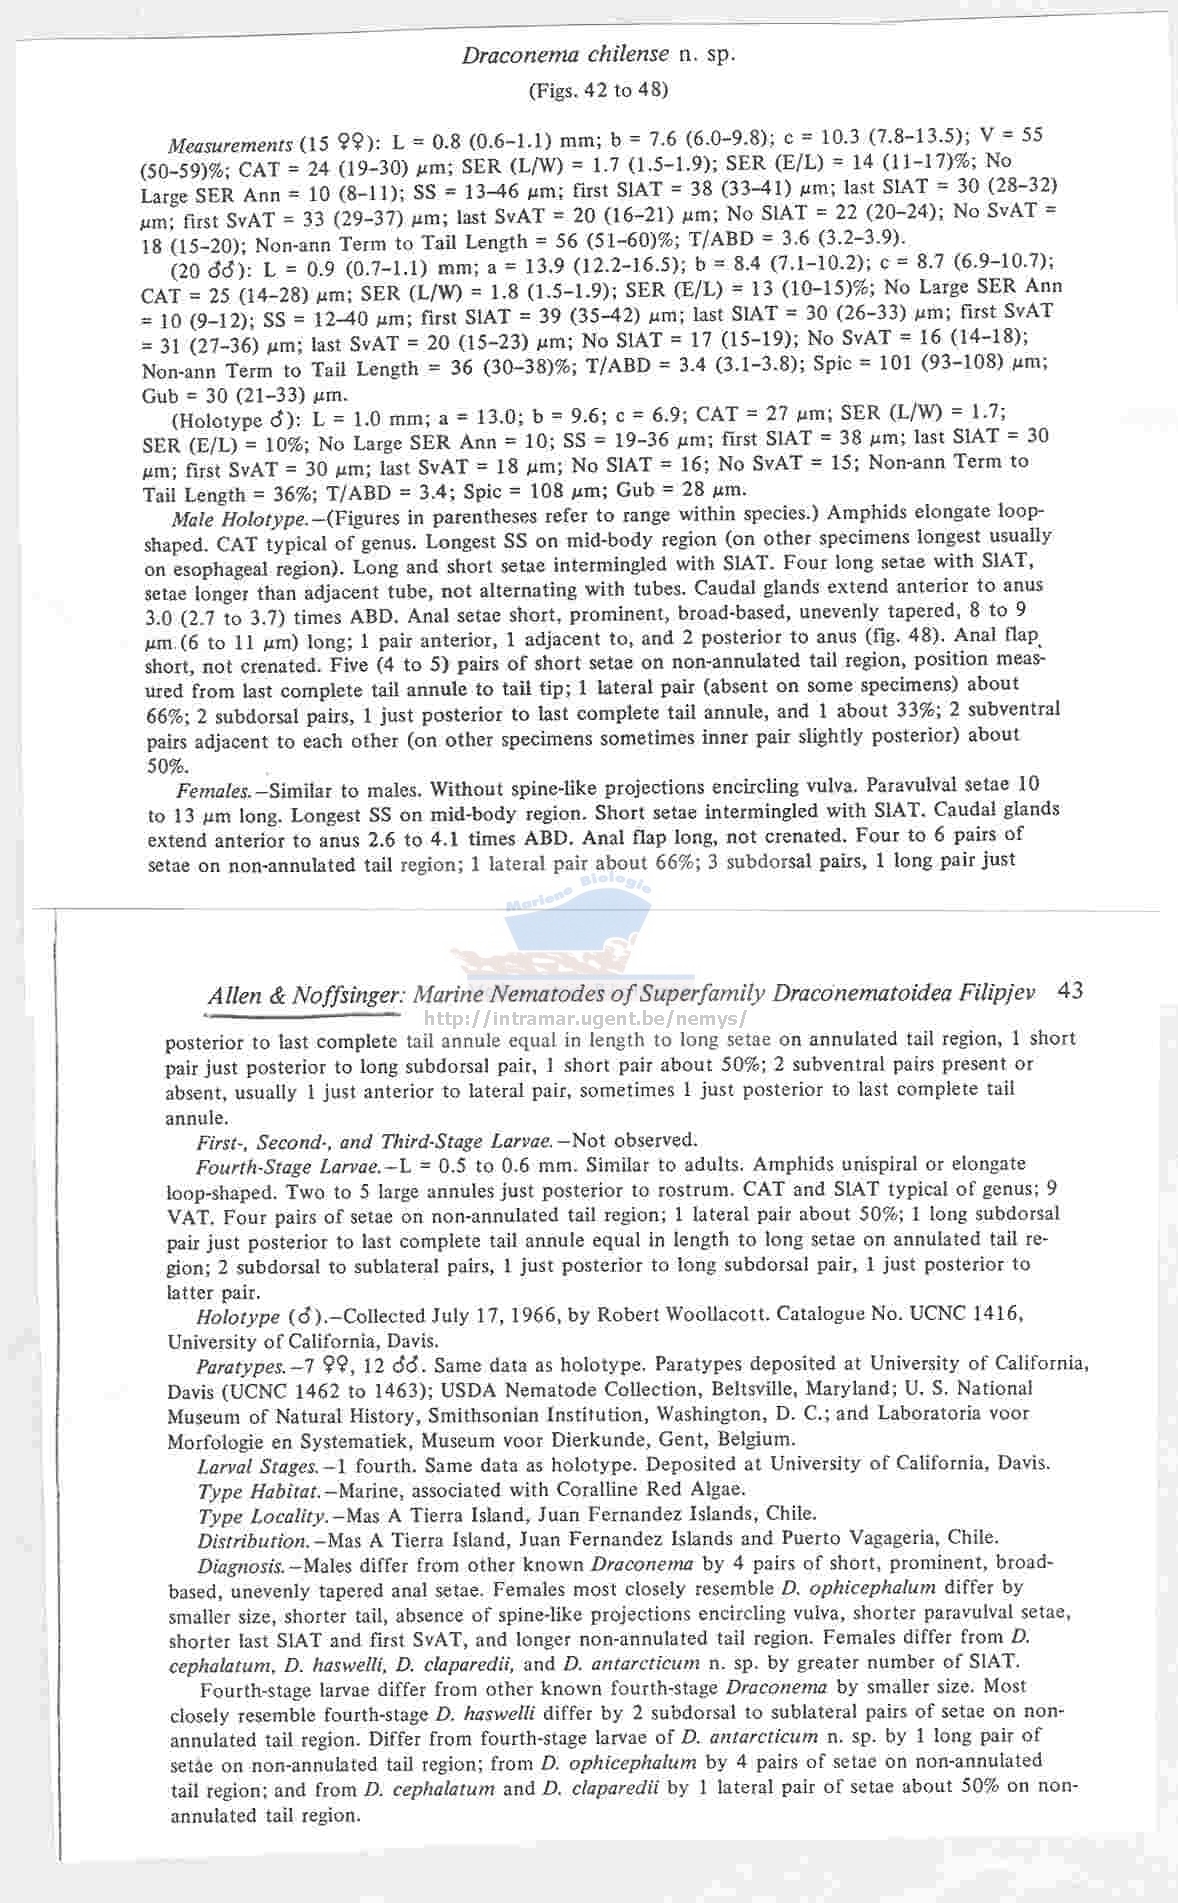 Draconema chilense n. sp.
(Figs. 42 to 48)
Measurements (15 ♀♀): L = 0.8 (0.6–1.1) mm; b = 7.6 (6.0–9.8); c = 10.3 (7.8–13.5); V = 55
(50–59)%; CAT = 24 (19–30) μm; SER (L/W) = 1.7 (1.5–1.9); SER (E/L) = 14 (11–17)%; No
Large SER Ann = 10 (8–11); SS = 13–46 μm; first SlAT = 38 (33–41) μm; last SlAT = 30 (28–32)
μm; first SvAT = 33 (29–37) μm; last SvAT = 20 (16–21) μm; No SlAT = 22 (20–24); No SvAT =
18 (15–20); Non-ann Term to Tail Length = 56 (51–60)%; T/ABD = 3.6 (3.2–3.9).
(20 ♂♂): L = 0.9 (0.7–1.1) mm; a = 13.9 (12.2–16.5); b = 8.4 (7.1–10.2); c = 8.7 (6.9–10.7);
CAT = 25 (14–28) μm; SER (L/W) = 1.8 (1.5–1.9); SER (E/L) = 13 (10–15)%; No Large SER Ann
= 10 (9–12); SS = 12–40 μm; first SlAT = 39 (35–42) μm; last SlAT = 30 (26–33) μm; first SvAT
= 31 (27–36) μm; last SvAT = 20 (15–23) μm; No SlAT = 17 (15–19); No SvAT = 16 (14–18);
Non-ann Term to Tail Length = 36 (30–38)%; T/ABD = 3.4 (3.1–3.8); Spic = 101 (93–108) μm;
Gub = 30 (21–33) μm.
(Holotype ♂): L = 1.0 mm; a = 13.0; b = 9.6; c = 6.9; CAT = 27 μm; SER (L/W) = 1.7;
SER (E/L) = 10%; No Large SER Ann = 10; SS = 19–36 μm; first SlAT = 38 μm; last SlAT = 30
μm; first SvAT = 30 μm; last SvAT = 18 μm; No SlAT = 16; No SvAT = 15; Non-ann Term to
Tail Length = 36%; T/ABD = 3.4; Spic = 108 μm; Gub = 28 μm.
Male Holotype.—(Figures in parentheses refer to range within species.) Amphids elongate loop-
shaped. CAT typical of genus. Longest SS on mid-body region (on other specimens longest usually
on esophageal region). Long and short setae intermingled with SlAT. Four long setae with SlAT,
setae longer than adjacent tube, not alternating with tubes. Caudal glands extend anterior to anus
3.0 (2.7 to 3.7) times ABD. Anal setae short, prominent, broad-based, unevenly tapered, 8 to 9
μm (6 to 11 μm) long; 1 pair anterior, 1 adjacent to, and 2 posterior to anus (fig. 48). Anal flap
short, not crenated. Five (4 to 5) pairs of short setae on non-annulated tail region, position meas-
ured from last complete tail annule to tail tip; 1 lateral pair (absent on some specimens) about
66%; 2 subdorsal pairs, 1 just posterior to last complete tail annule, and 1 about 33%; 2 subventral
pairs adjacent to each other (on other specimens sometimes inner pair slightly posterior) about
50%.
Females.—Similar to males. Without spine-like projections encircling vulva. Paravulval setae 10
to 13 μm long. Longest SS on mid-body region. Short setae intermingled with SlAT. Caudal glands
extend anterior to anus 2.6 to 4.1 times ABD. Anal flap long, not crenated. Four to 6 pairs of
setae on non-annulated tail region; 1 lateral pair about 66%; 3 subdorsal pairs, 1 long pair just
Mariene Biologie
Allen & Noffsinger: Marine Nematodes of Superfamily Draconematoidea Filipjev 43
http://intramar.ugent.be/nemys/
posterior to last complete tail annule equal in length to long setae on annulated tail region, 1 short
pair just posterior to long subdorsal pair, 1 short pair about 50%; 2 subventral pairs present or
absent, usually 1 just anterior to lateral pair, sometimes 1 just posterior to last complete tail
annule.
First-, Second-, and Third-Stage Larvae.—Not observed.
Fourth-Stage Larvae.—L = 0.5 to 0.6 mm. Similar to adults. Amphids unispiral or elongate
loop-shaped. Two to 5 large annules just posterior to rostrum. CAT and SlAT typical of genus; 9
VAT. Four pairs of setae on non-annulated tail region; 1 lateral pair about 50%; 1 long subdorsal
pair just posterior to last complete tail annule equal in length to long setae on annulated tail re-
gion; 2 subdorsal to sublateral pairs, 1 just posterior to long subdorsal pair, 1 just posterior to
latter pair.
Holotype (♂).—Collected July 17, 1966, by Robert Woollacott. Catalogue No. UCNC 1416,
University of California, Davis.
Paratypes.—7 ♀♀, 12 ♂♂. Same data as holotype. Paratypes deposited at University of California,
Davis (UCNC 1462 to 1463); USDA Nematode Collection, Beltsville, Maryland; U. S. National
Museum of Natural History, Smithsonian Institution, Washington, D. C.; and Laboratoria voor
Morfologie en Systematiek, Museum voor Dierkunde, Gent, Belgium.
Larval Stages.—1 fourth. Same data as holotype. Deposited at University of California, Davis.
Type Habitat.—Marine, associated with Coralline Red Algae.
Type Locality.—Mas A Tierra Island, Juan Fernandez Islands, Chile.
Distribution.—Mas A Tierra Island, Juan Fernandez Islands and Puerto Vagageria, Chile.
Diagnosis.—Males differ from other known Draconema by 4 pairs of short, prominent, broad-
based, unevenly tapered anal setae. Females most closely resemble D. ophicephalum differ by
smaller size, shorter tail, absence of spine-like projections encircling vulva, shorter paravulval setae,
shorter last SlAT and first SvAT, and longer non-annulated tail region. Females differ from D.
cephalatum, D. haswelli, D. claparedii, and D. antarcticum n. sp. by greater number of SlAT.
Fourth-stage larvae differ from other known fourth-stage Draconema by smaller size. Most
closely resemble fourth-stage D. haswelli differ by 2 subdorsal to sublateral pairs of setae on non-
annulated tail region. Differ from fourth-stage larvae of D. antarcticum n. sp. by 1 long pair of
setae on non-annulated tail region; from D. ophicephalum by 4 pairs of setae on non-annulated
tail region; and from D. cephalatum and D. claparedii by 1 lateral pair of setae about 50% on non-
annulated tail region.